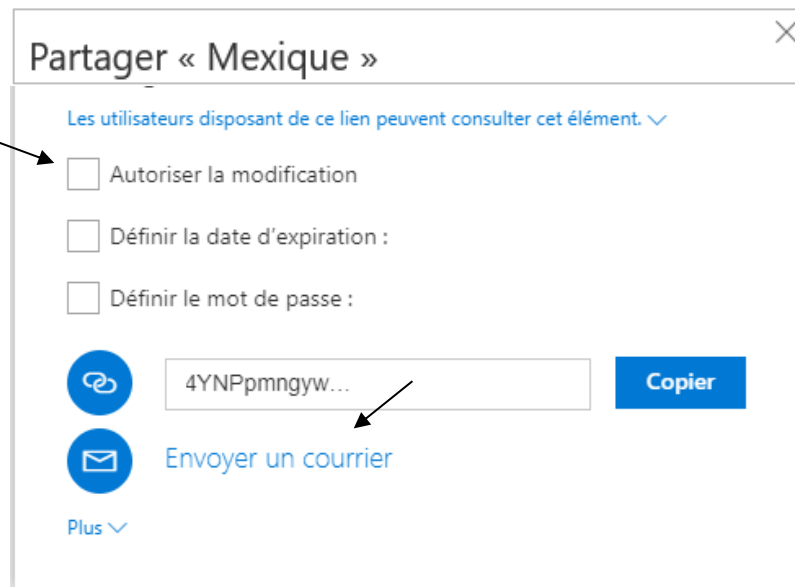 Partager « Mexique »
Les utilisateurs disposant de ce lien peuvent consulter cet élément.
Autoriser la modification
Définir la date d'expiration :
Définir le mot de passe :
4YNPpmngyw... Copier
Envoyer un courrier
Plus